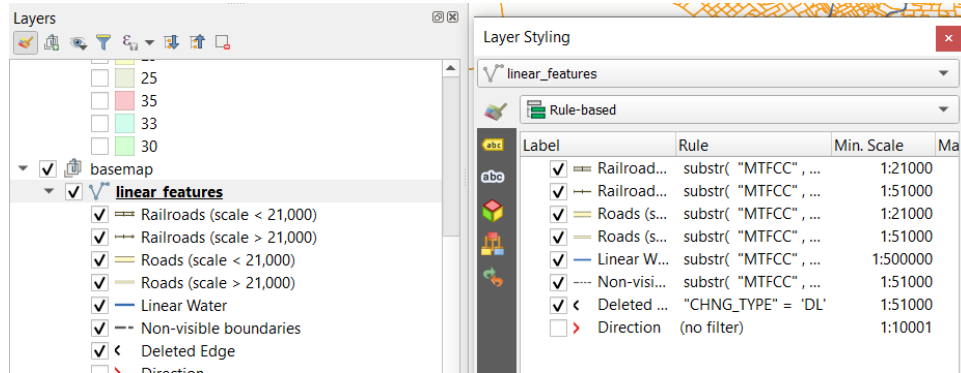 Layers
25
35
33
30
basemap
linear_features
Railroads (scale < 21,000)
Railroads (scale > 21,000)
Roads (scale < 21,000)
Roads (scale > 21,000)
Linear Water
Non-visible boundaries
Deleted Edge
Direction
Layer Styling
linear_features
Rule-based
abc
abc
Label Rule Min. Scale Ma
Railroad... substr( "MTFCC" , ... 1:21000
Railroad... substr( "MTFCC" , ... 1:51000
Roads (s... substr( "MTFCC" , ... 1:21000
Roads (s... substr( "MTFCC" , ... 1:51000
Linear W... substr( "MTFCC" , ... 1:500000
Non-visi... substr( "MTFCC" , ... 1:51000
Deleted ... "CHNG_TYPE" = 'DL' 1:51000
Direction (no filter) 1:10001